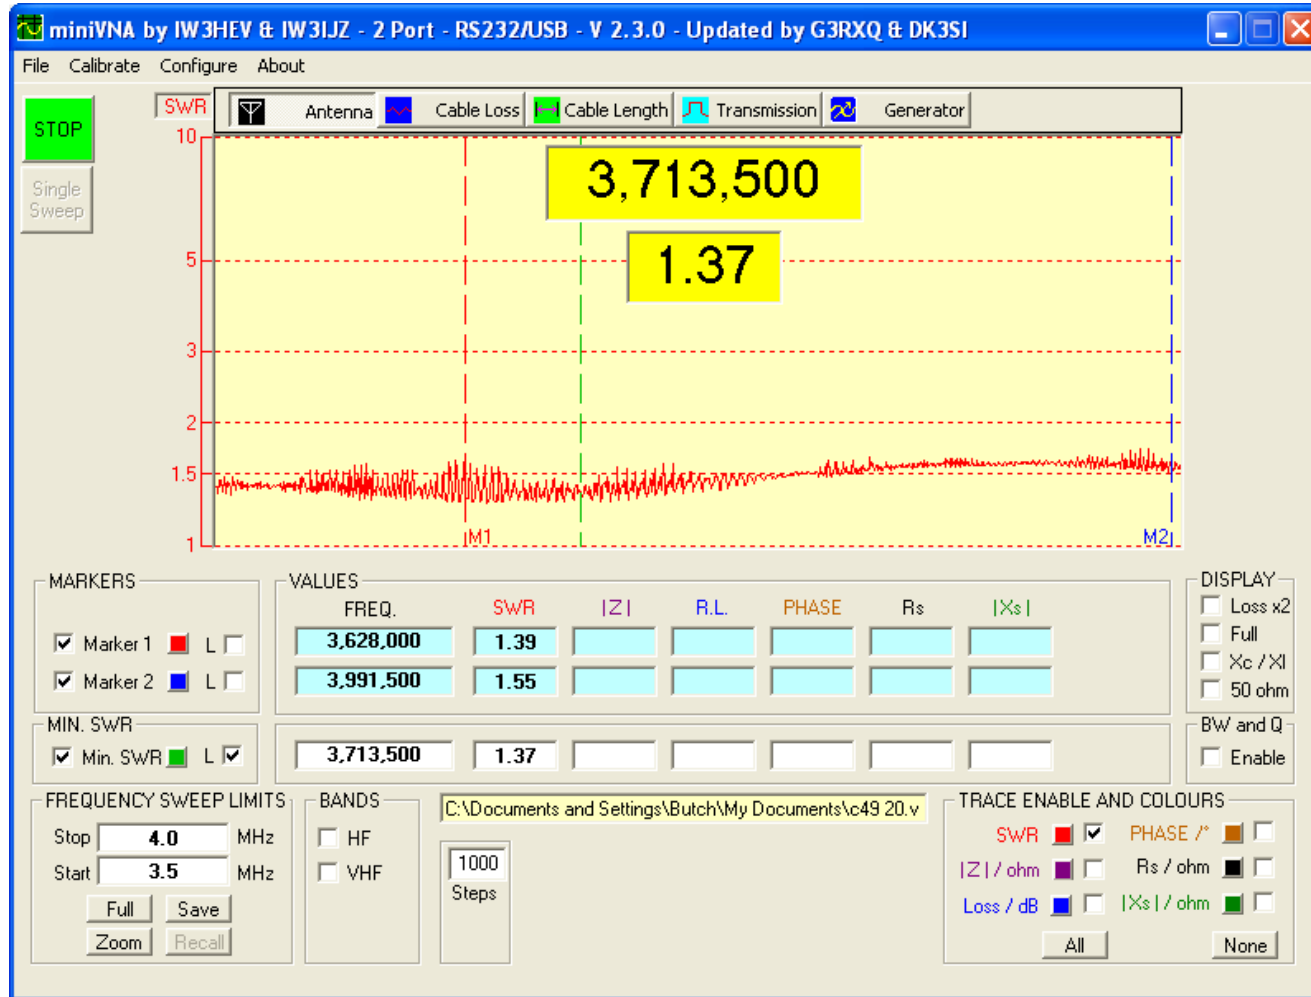 miniVNA by IW3HEV & IW3IJZ - 2 Port - RS232/USB - V 2.3.0 - Updated by G3RXQ & DK3SI
File Calibrate Configure About
STOP
Single
Sweep
SWR
Antenna Cable Loss Cable Length Transmission Generator
10
5
3
2
1.5
1
3,713,500
1.37
M1
M2
MARKERS
Marker 1 L
Marker 2 L
VALUES
FREQ. SWR |Z| R.L. PHASE Rs |Xs|
3,628,000 1.39
3,991,500 1.55
DISPLAY
Loss x2
Full
Xc / Xl
50 ohm
MIN. SWR
Min. SWR L
3,713,500 1.37
BW and Q
Enable
FREQUENCY SWEEP LIMITS
Stop 4.0 MHz
Start 3.5 MHz
Full Save
Zoom Recall
BANDS
HF
VHF
C:\Documents and Settings\Butch\My Documents\c49 20.v
1000
Steps
TRACE ENABLE AND COLOURS
SWR PHASE /°
|Z| / ohm Rs / ohm
Loss / dB |Xs| / ohm
All None